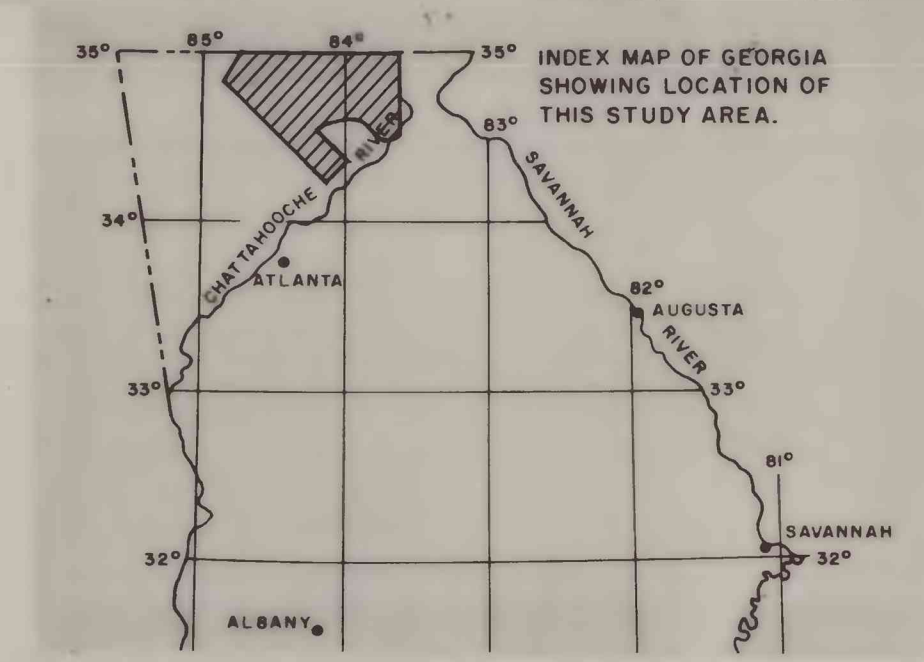 35° 85° 84° 35° INDEX MAP OF GEORGIA
SHOWING LOCATION OF
THIS STUDY AREA.
83°
CHATTAHOOCHE RIVER
SAVANNAH RIVER
34°
ATLANTA
82°
AUGUSTA
33° 33°
81°
SAVANNAH
32° 32°
ALBANY